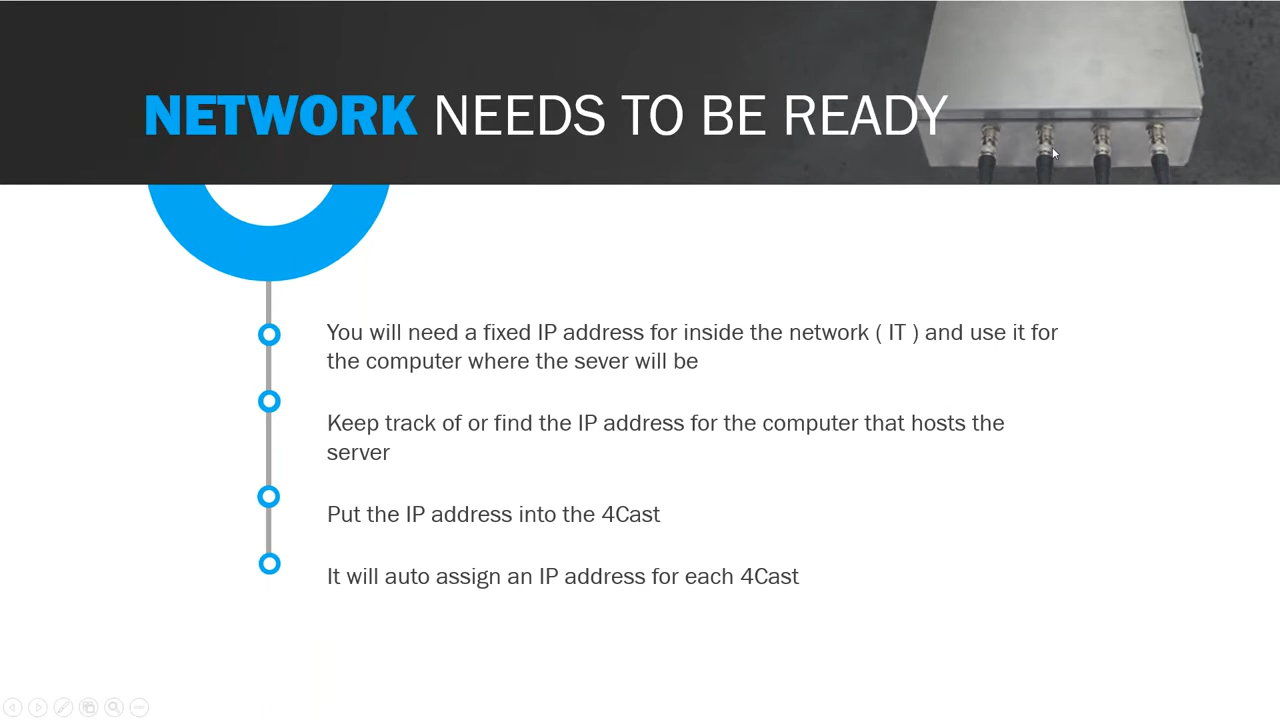 NETWORK NEEDS TO BE READY
You will need a fixed IP address for inside the network ( IT ) and use it for
the computer where the sever will be
Keep track of or find the IP address for the computer that hosts the
server
Put the IP address into the 4Cast
It will auto assign an IP address for each 4Cast